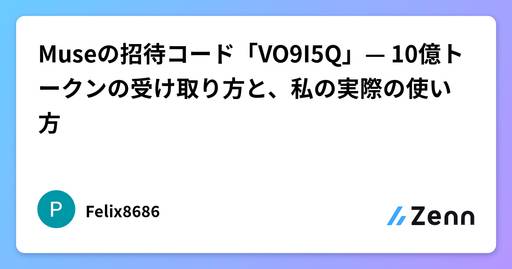 Museの招待コード「VO9I5Q」— 10億ト
ークンの受け取り方と、私の実際の使い
方
P
Felix8686
Zenn